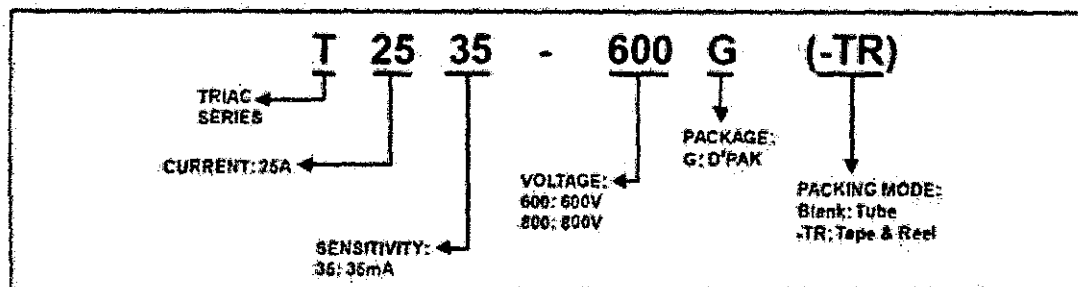 T 25 35 - 600 G (-TR)
TRIAC
SERIES
CURRENT: 25A
SENSITIVITY:
35: 35mA
VOLTAGE:
600: 600V
800: 800V
PACKAGE:
G: D²PAK
PACKING MODE:
Blank: Tube
-TR: Tape & Reel